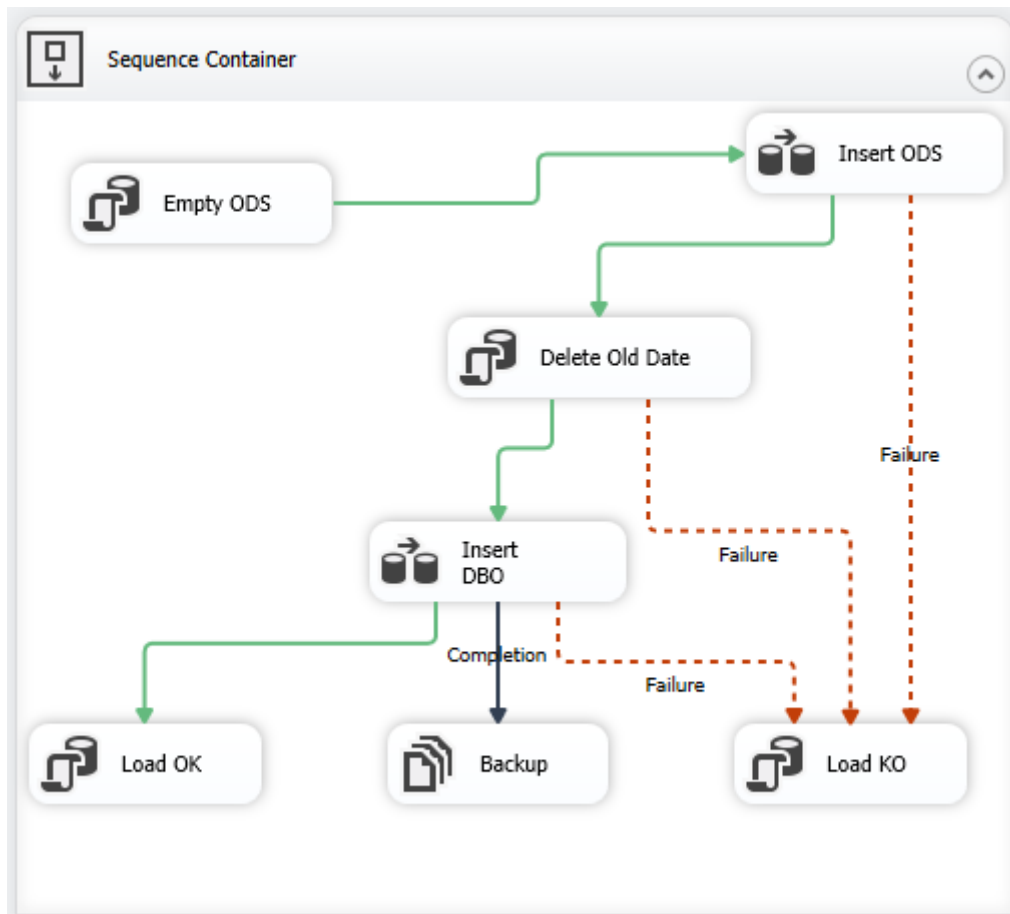 Sequence Container
Insert ODS
Empty ODS
Delete Old Date
Failure
Failure
Insert
DBO
Completion
Failure
Load OK
Backup
Load KO